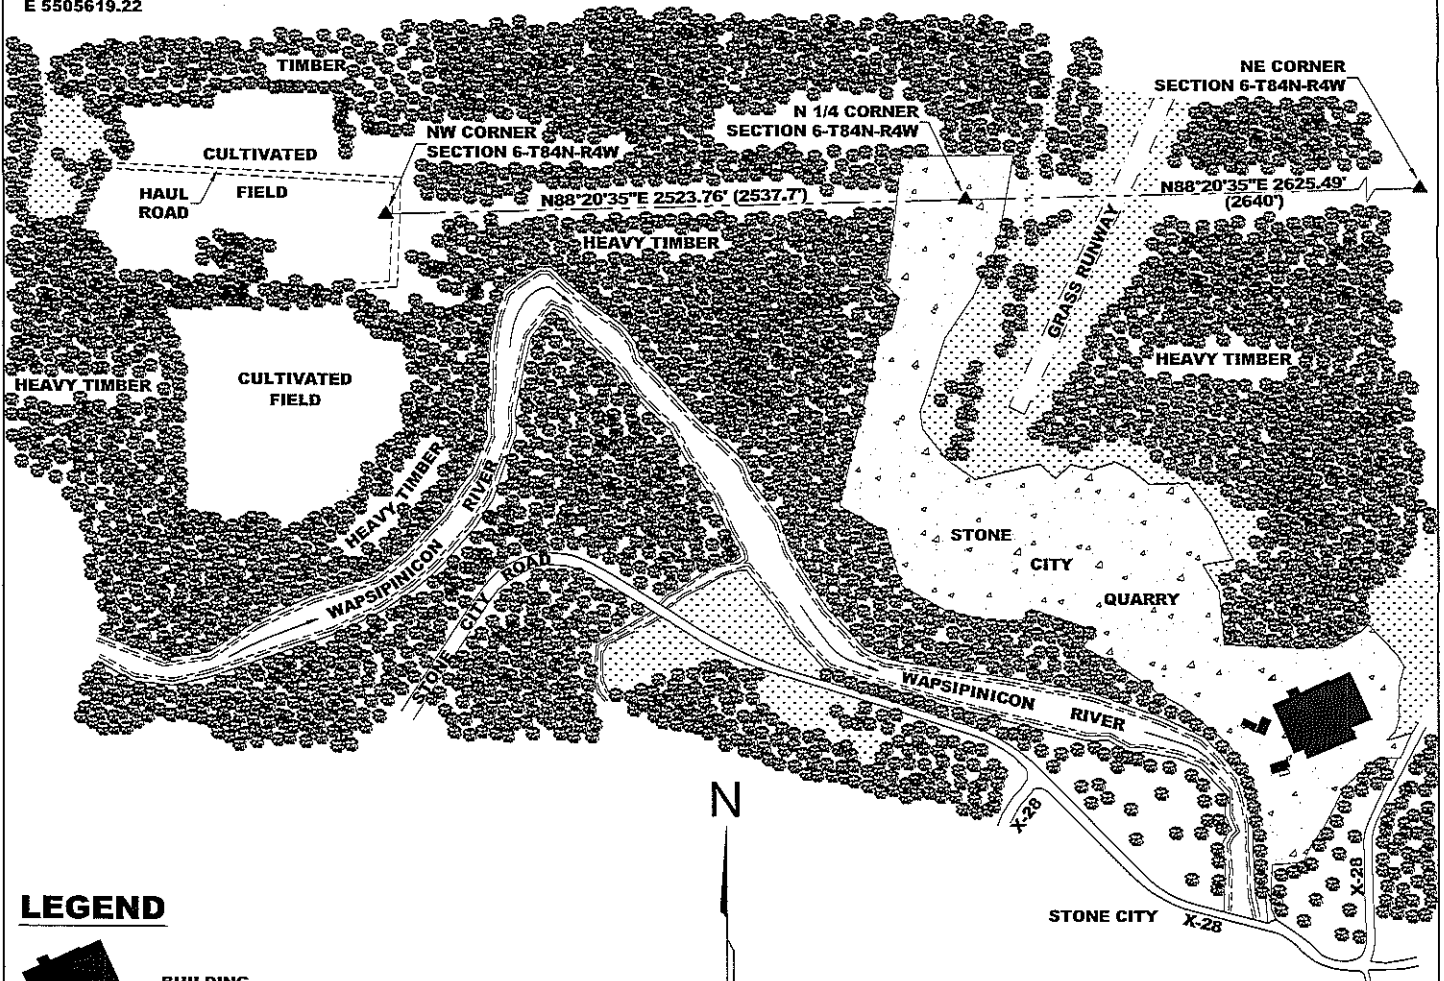 E 5505619.22
TIMBER
NE CORNER
SECTION 6-T84N-R4W
N 1/4 CORNER
SECTION 6-T84N-R4W
NW CORNER
SECTION 6-T84N-R4W
CULTIVATED
FIELD
HAUL
ROAD
N88°20'35"E 2523.76' (2537.7')
N88°20'35"E 2625.49'
(2640')
HEAVY TIMBER
GRASS RUNWAY
HEAVY TIMBER
HEAVY TIMBER
CULTIVATED
FIELD
HEAVY TIMBER
WAPSIPINICON RIVER
STONE CITY ROAD
STONE
CITY
QUARRY
WAPSIPINICON RIVER
N
X-28
X-28
STONE CITY X-28
LEGEND
BUILDING